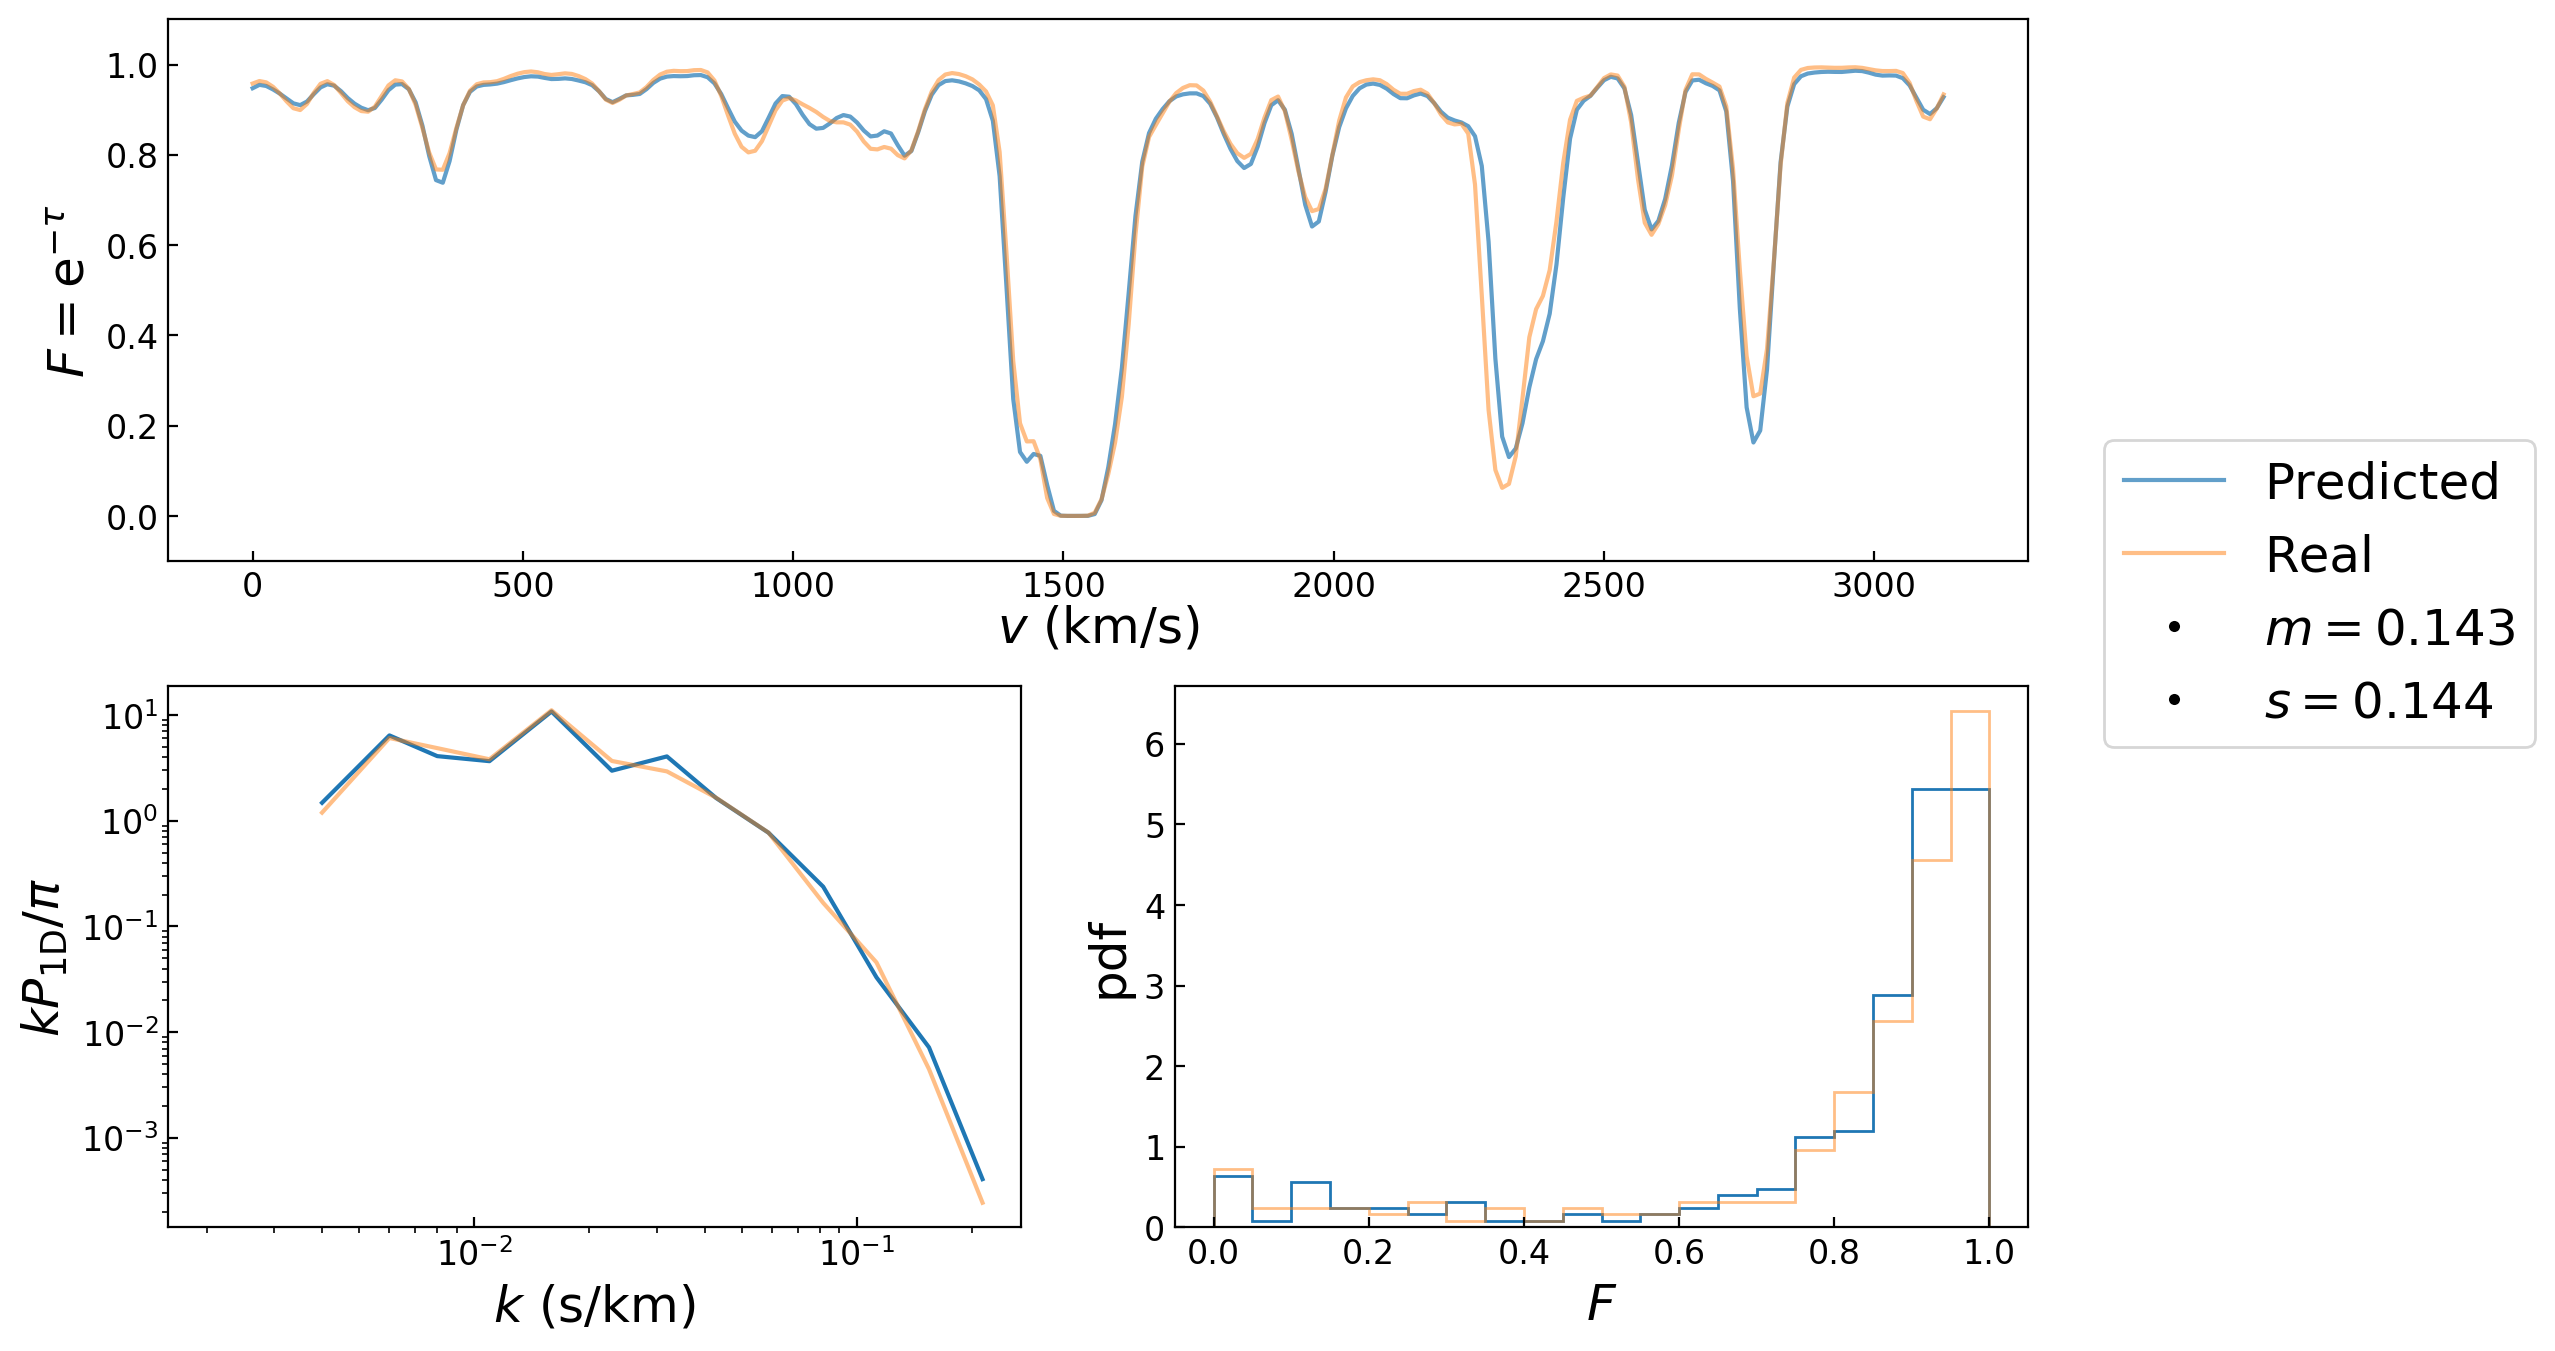 1.0
0.8
0.6
0.4
0.2
0.0
F = e^{−τ}
0 500 1000 1500 2000 2500 3000
v (km/s)
Predicted
Real
m = 0.143
s = 0.144
10^1
10^0
10^{−1}
10^{−2}
10^{−3}
kP_{1D}/π
10^{−2} 10^{−1}
k (s/km)
6
5
4
3
2
1
0
pdf
0.0 0.2 0.4 0.6 0.8 1.0
F